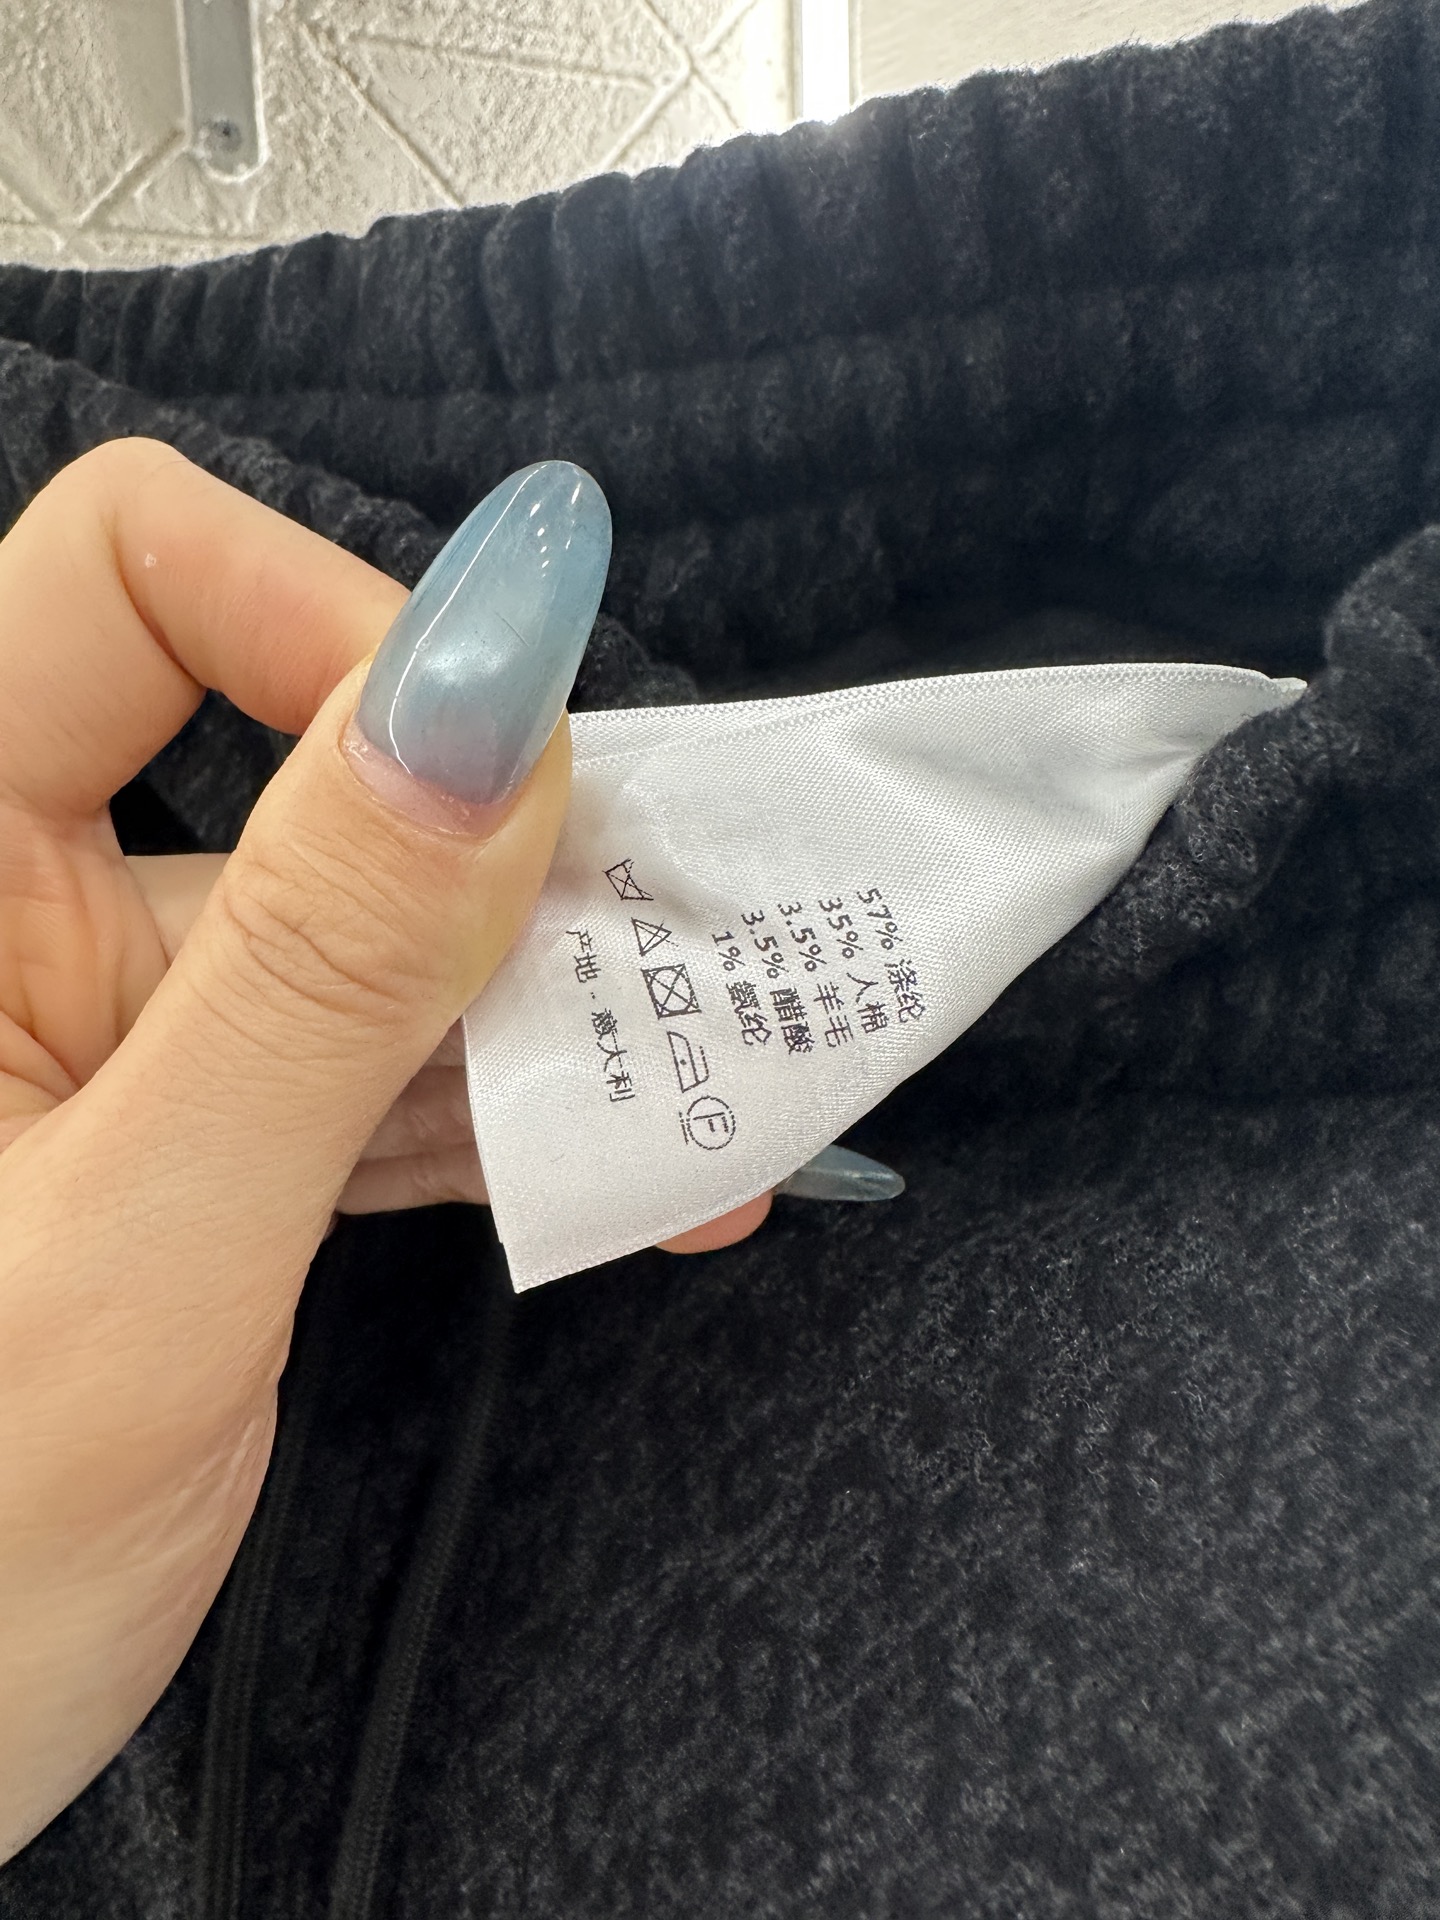 57% 涤纶
35% 人棉
3.5% 羊毛
3.5% 醋酸
1% 氨纶
F
产地：意大利